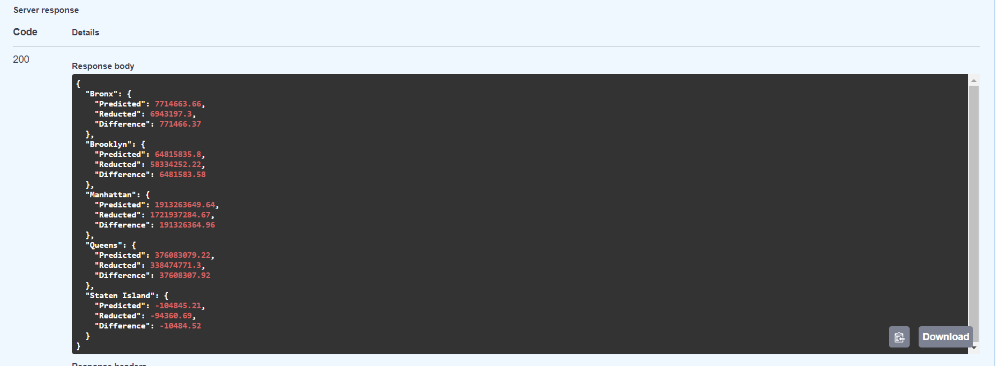 Server response
Code Details
200
Response body
{
  "Bronx": {
    "Predicted": 7714663.66,
    "Reducted": 6943197.3,
    "Difference": 771466.37
  },
  "Brooklyn": {
    "Predicted": 64815835.8,
    "Reducted": 58334252.22,
    "Difference": 6481583.58
  },
  "Manhattan": {
    "Predicted": 1913263649.64,
    "Reducted": 1721937284.67,
    "Difference": 191326364.96
  },
  "Queens": {
    "Predicted": 376083079.22,
    "Reducted": 338474771.3,
    "Difference": 37608307.92
  },
  "Staten Island": {
    "Predicted": -104845.21,
    "Reducted": -94360.69,
    "Difference": -10484.52
  }
}
Download
Response headers